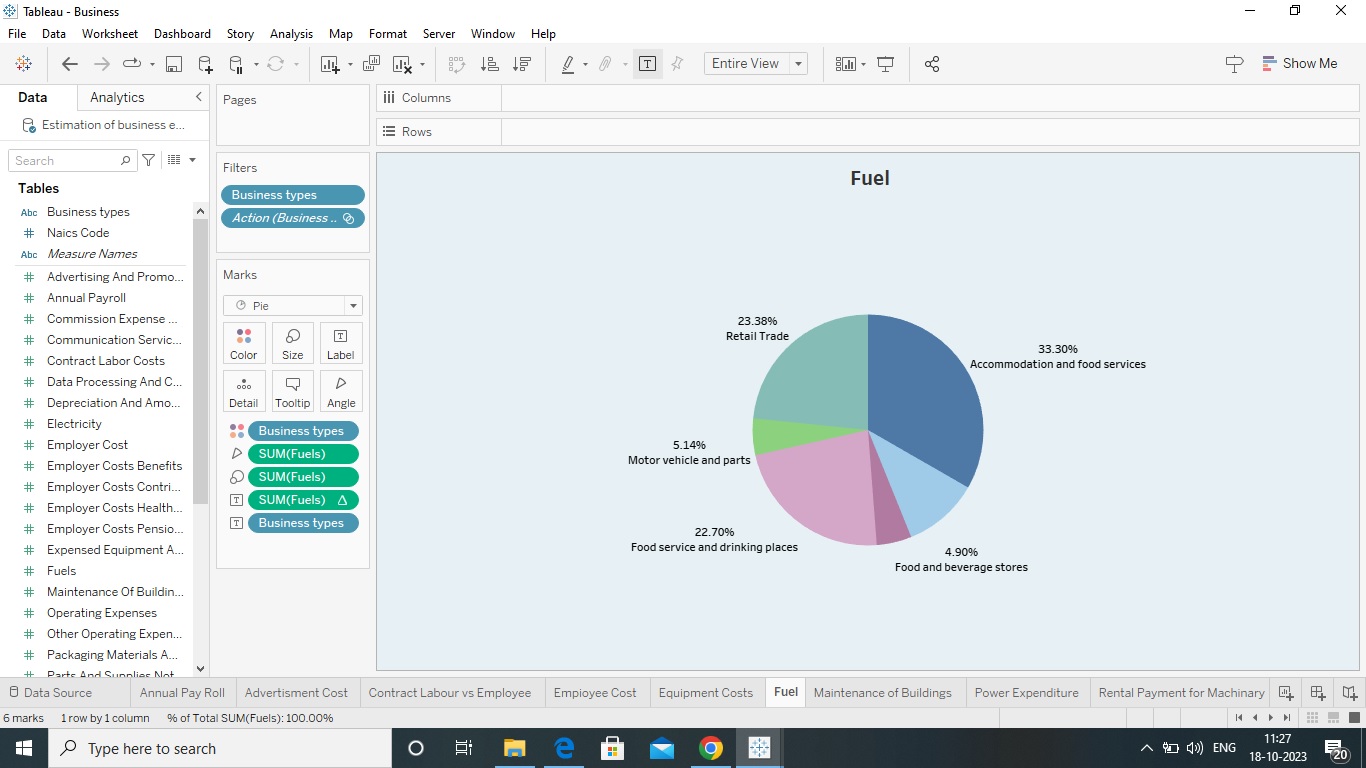 Tableau - Business
File Data Worksheet Dashboard Story Analysis Map Format Server Window Help
Entire View
Show Me
Data Analytics
Estimation of business e...
Search
Tables
Abc Business types
# Naics Code
Abc Measure Names
# Advertising And Promo...
# Annual Payroll
# Commission Expense ...
# Communication Servic...
# Contract Labor Costs
# Data Processing And C...
# Depreciation And Amo...
# Electricity
# Employer Cost
# Employer Costs Benefits
# Employer Costs Contri...
# Employer Costs Health...
# Employer Costs Pensio...
# Expensed Equipment A...
# Fuels
# Maintenance Of Buildin...
# Operating Expenses
# Other Operating Expen...
# Packaging Materials A...
# Parts And Supplies Not
Pages
Filters
Business types
Action (Business ..
Marks
Pie
Color Size Label
Detail Tooltip Angle
Business types
SUM(Fuels)
SUM(Fuels)
T SUM(Fuels) Δ
T Business types
Columns
Rows
Fuel
23.38%
Retail Trade
33.30%
Accommodation and food services
5.14%
Motor vehicle and parts
22.70%
Food service and drinking places
4.90%
Food and beverage stores
Data Source Annual Pay Roll Advertisment Cost Contract Labour vs Employee Empioyee Cost Equipment Costs Fuel Maintenance of Buildings Power Expenditure Rental Payment for Machinary
6 marks 1 row by 1 column % of Total SUM(Fuels): 100.00%
Type here to search
ENG
11:27
18-10-2023
20